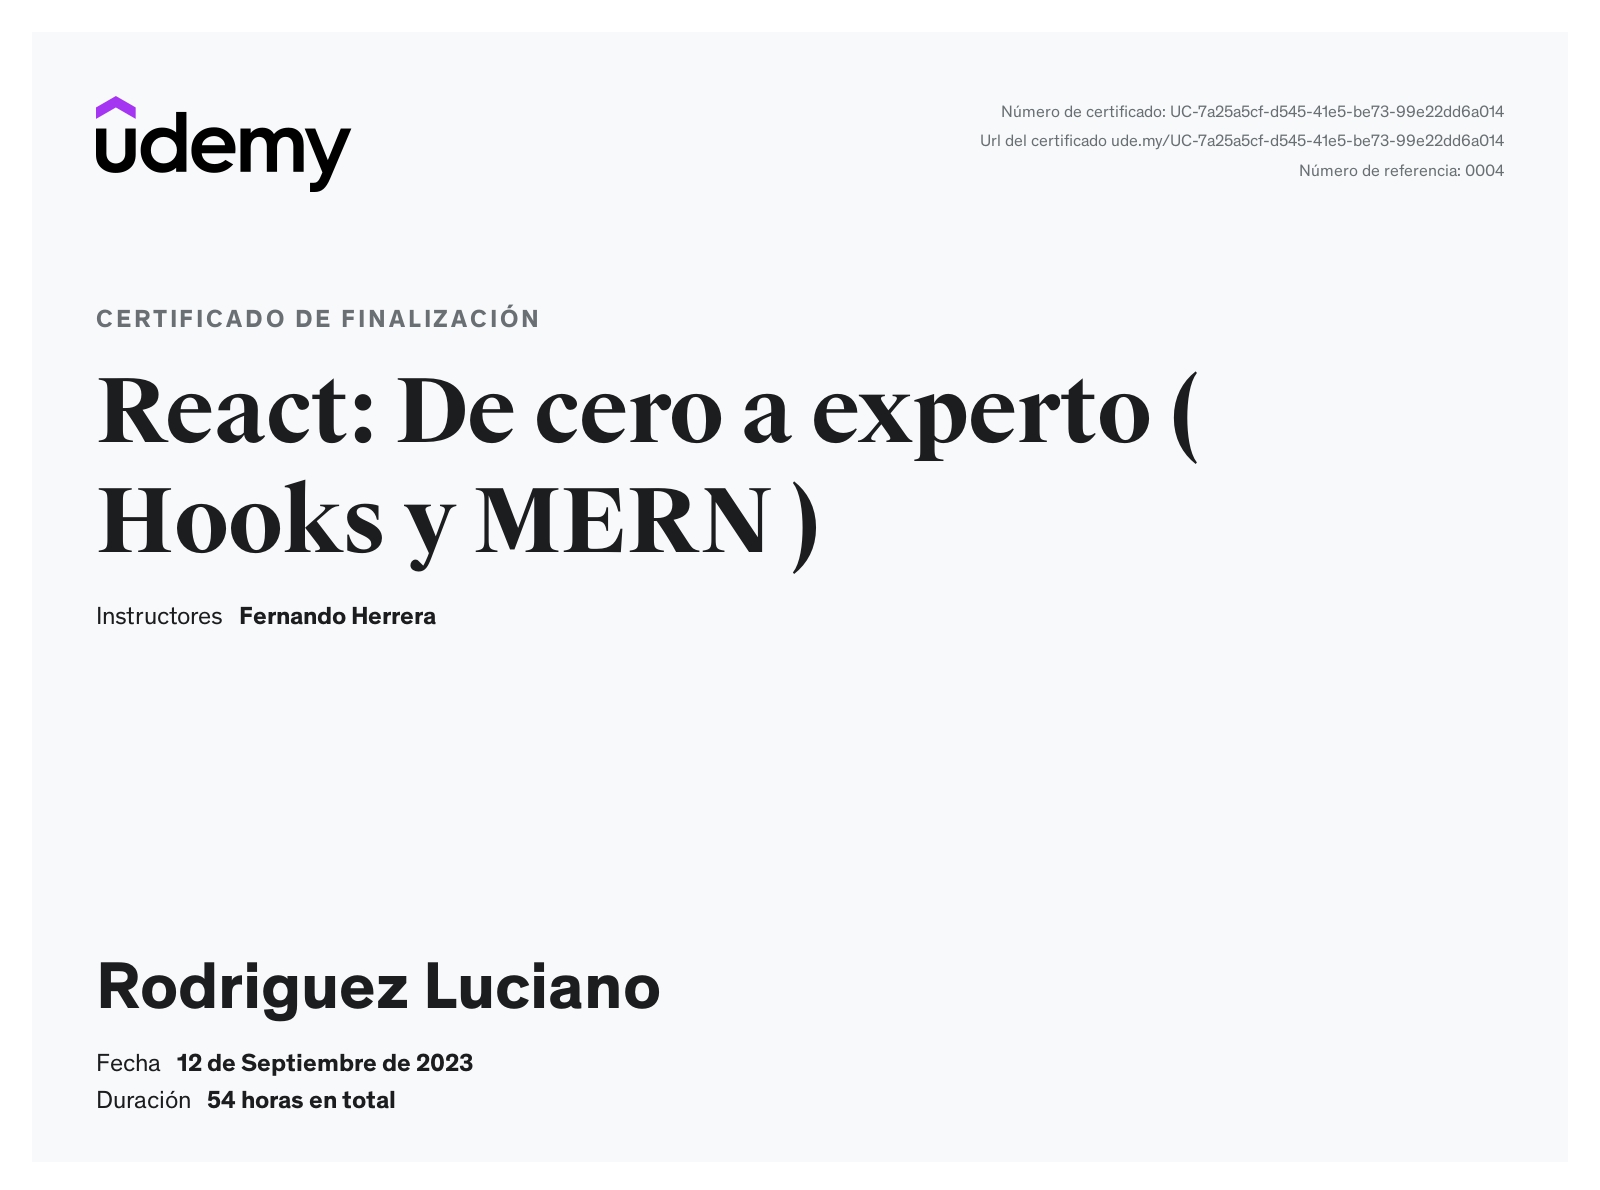 udemy
Número de certificado: UC-7a25a5cf-d545-41e5-be73-99e22dd6a014
Url del certificado ude.my/UC-7a25a5cf-d545-41e5-be73-99e22dd6a014
Número de referencia: 0004
CERTIFICADO DE FINALIZACIÓN
React: De cero a experto (
Hooks y MERN )
Instructores Fernando Herrera
Rodriguez Luciano
Fecha 12 de Septiembre de 2023
Duración 54 horas en total